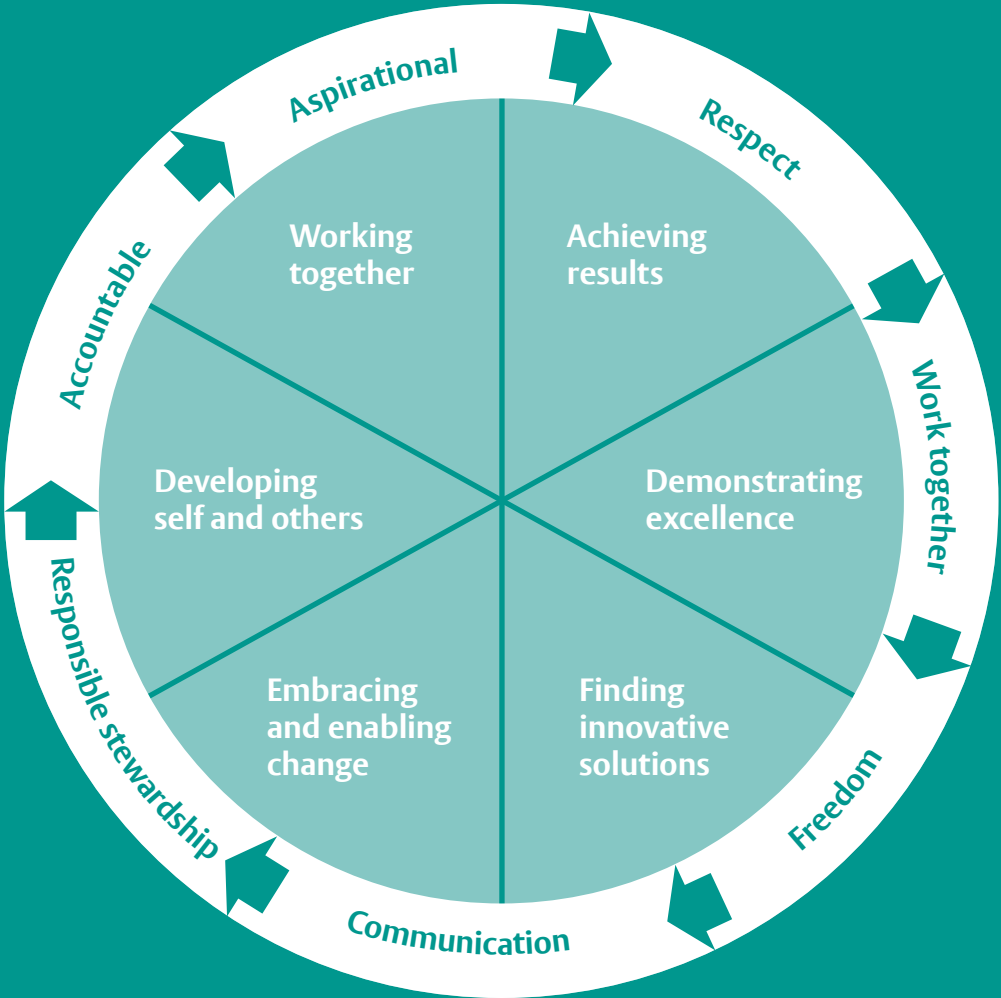 Aspirational
Respect
Work together
Freedom
Communication
Responsible stewardship
Accountable
Working
together
Achieving
results
Demonstrating
excellence
Finding
innovative
solutions
Embracing
and enabling
change
Developing
self and others